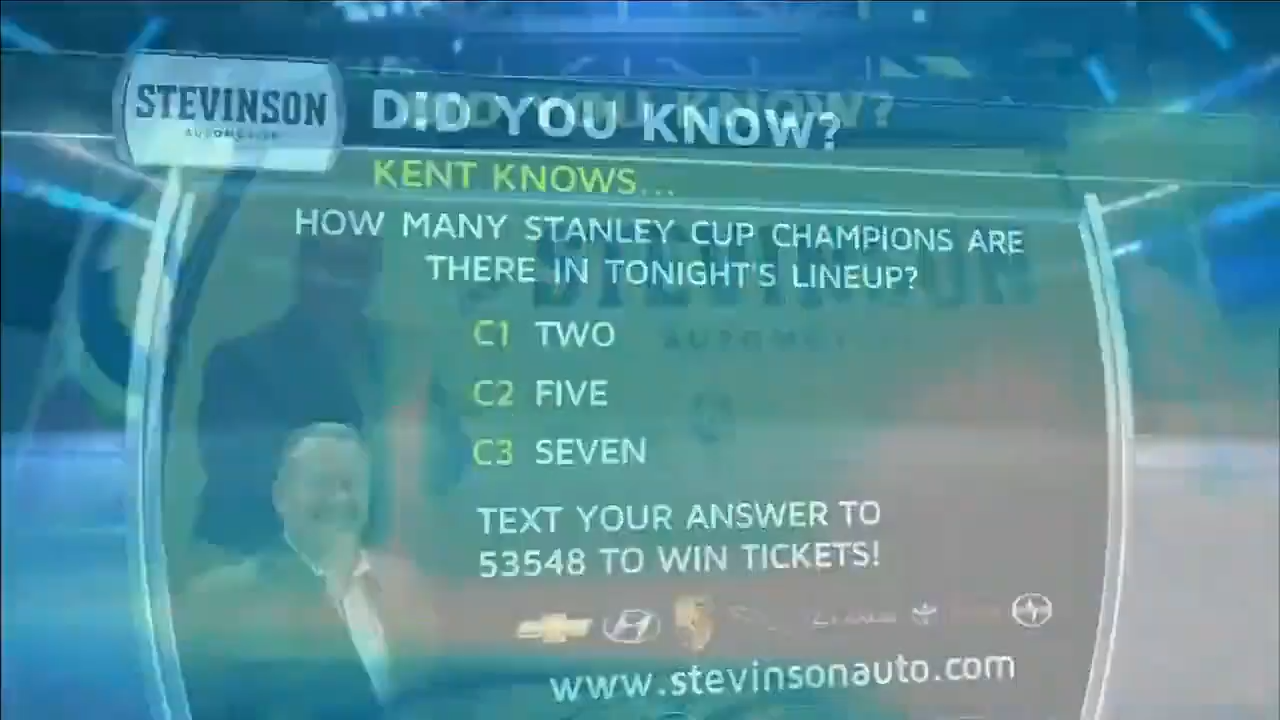 STEVINSON
AUTOMOTIVE
DID YOU KNOW?
KENT KNOWS...
HOW MANY STANLEY CUP CHAMPIONS ARE
THERE IN TONIGHT'S LINEUP?
C1 TWO
C2 FIVE
C3 SEVEN
TEXT YOUR ANSWER TO
53548 TO WIN TICKETS!
www.stevinsonauto.com